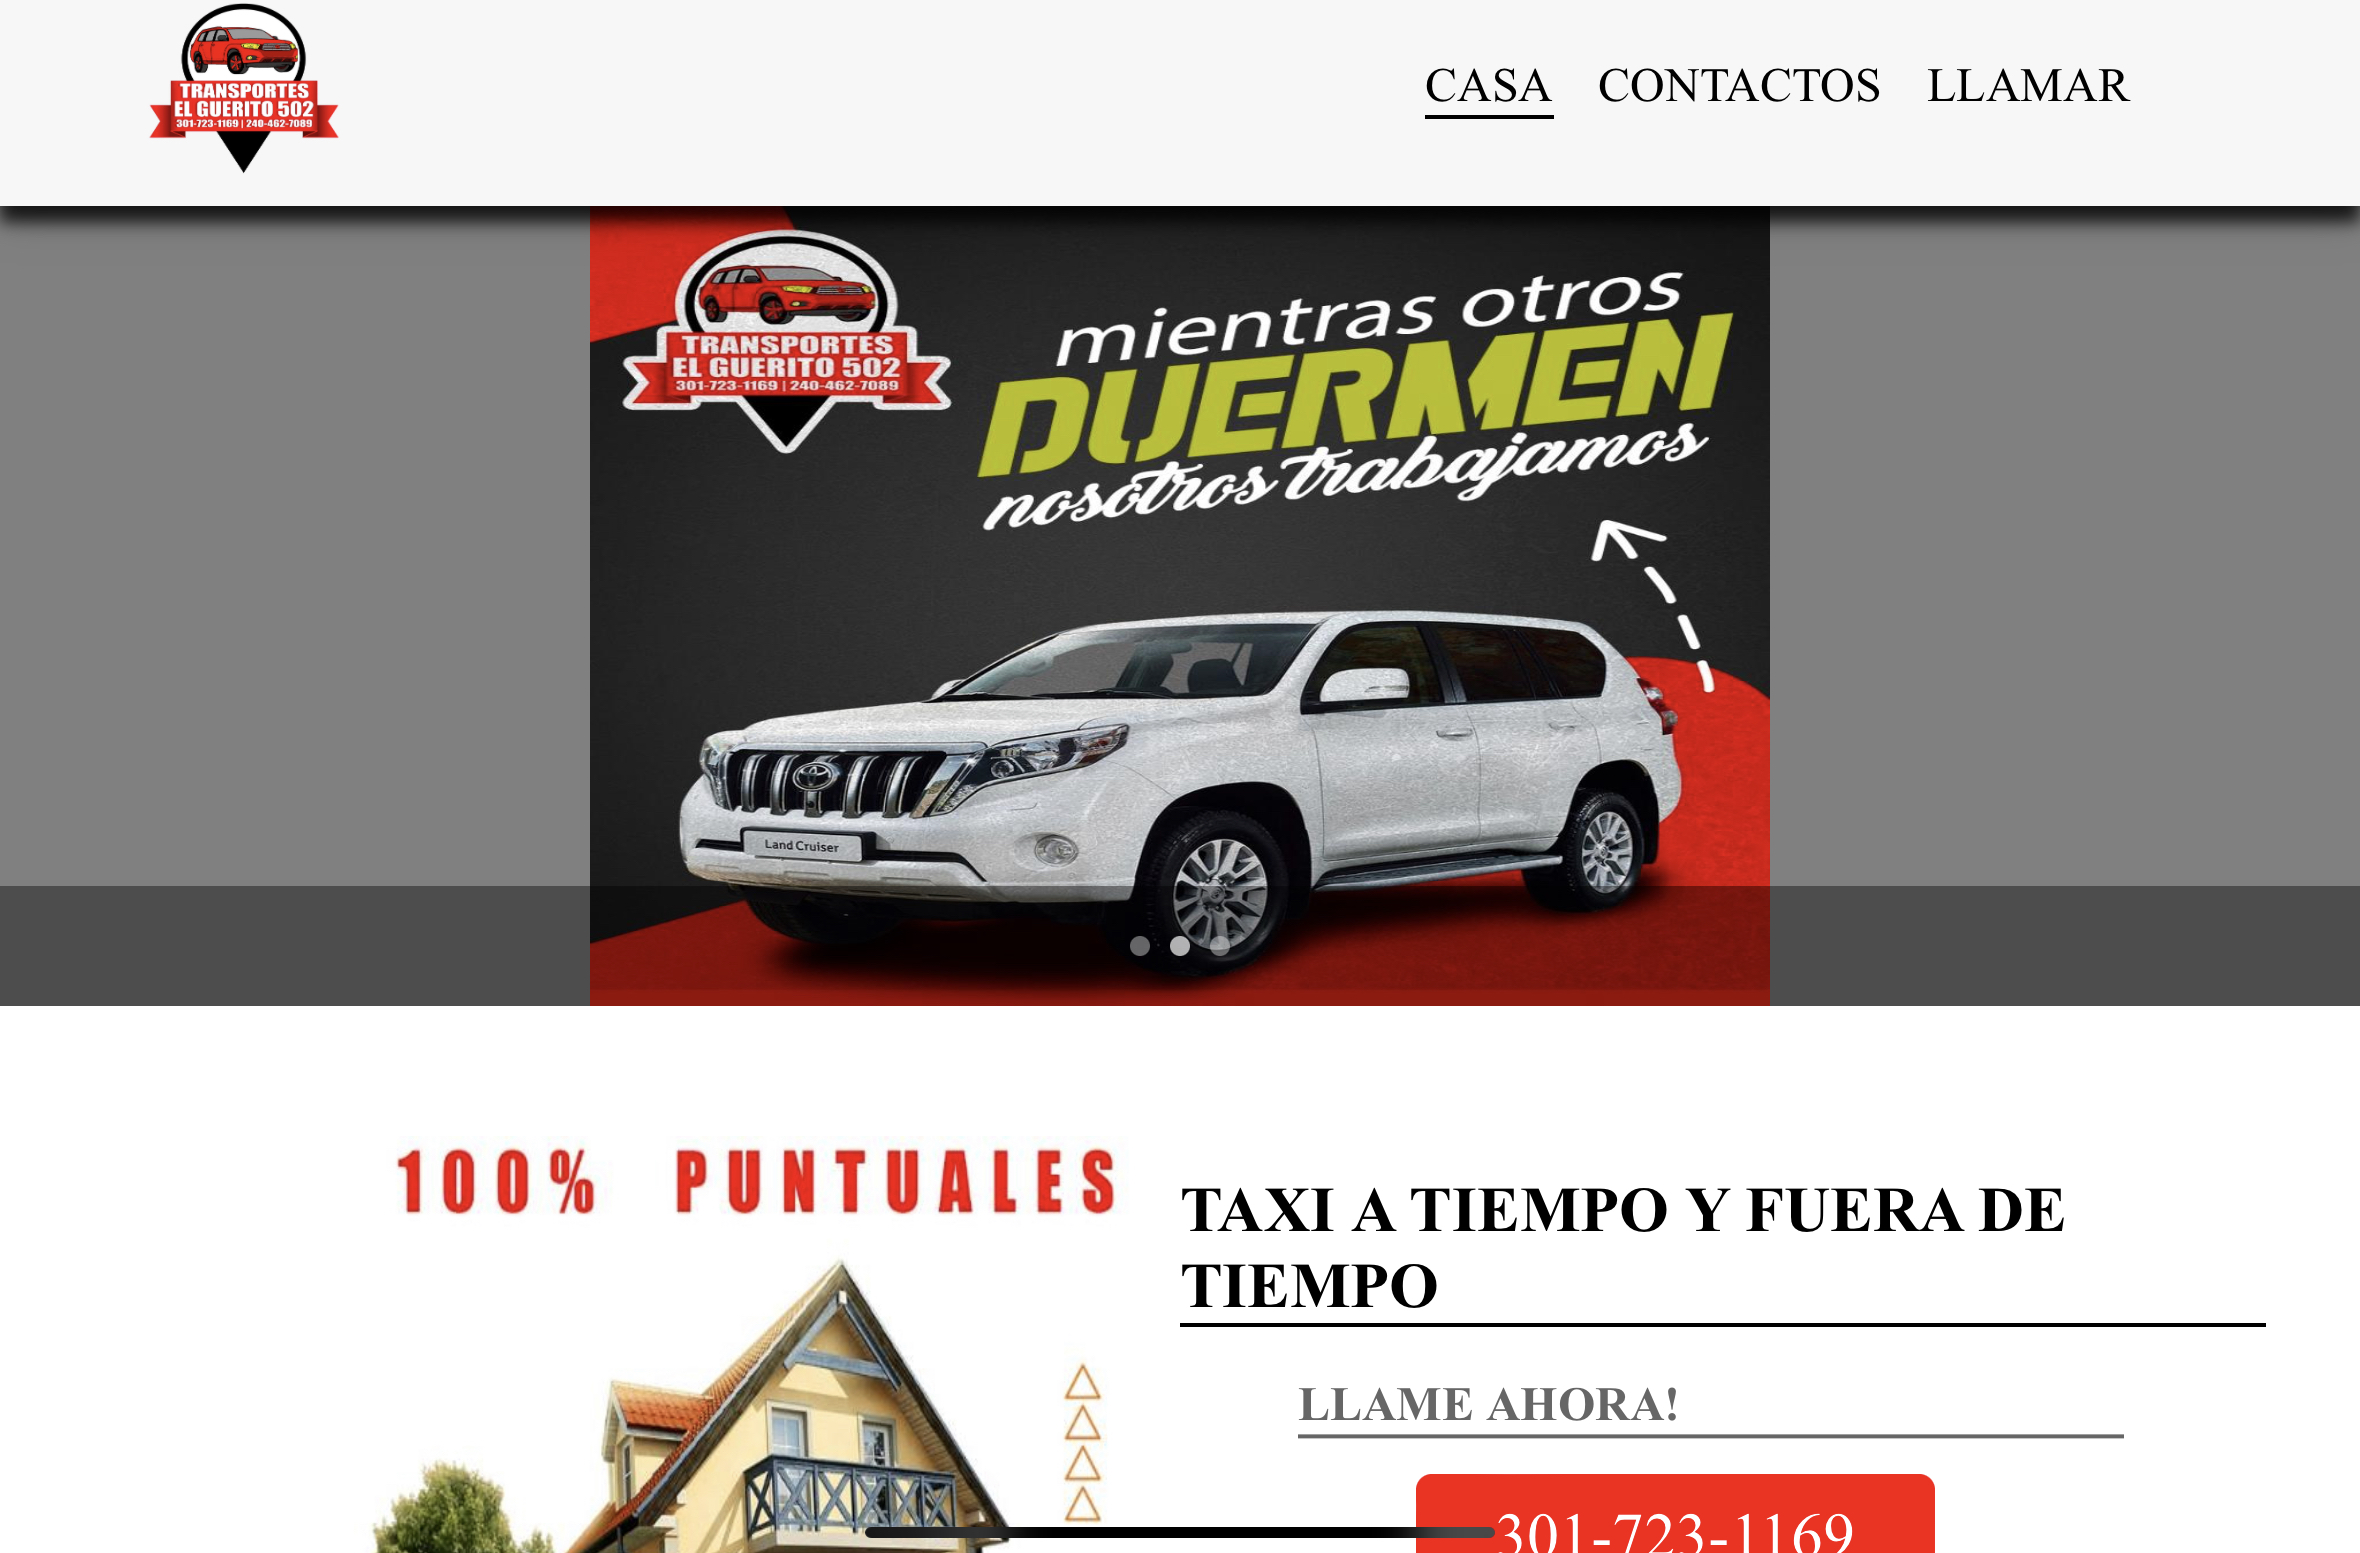 TRANSPORTES
EL GUERITO 502
301-723-1169 | 240-462-7089
CASA CONTACTOS LLAMAR
TRANSPORTES
EL GUERITO 502
301-723-1169 | 240-462-7089
mientras otros
DUERMEN
nosotros trabajamos
Land Cruiser
100% PUNTUALES
TAXI A TIEMPO Y FUERA DE
TIEMPO
LLAME AHORA!
301-723-1169